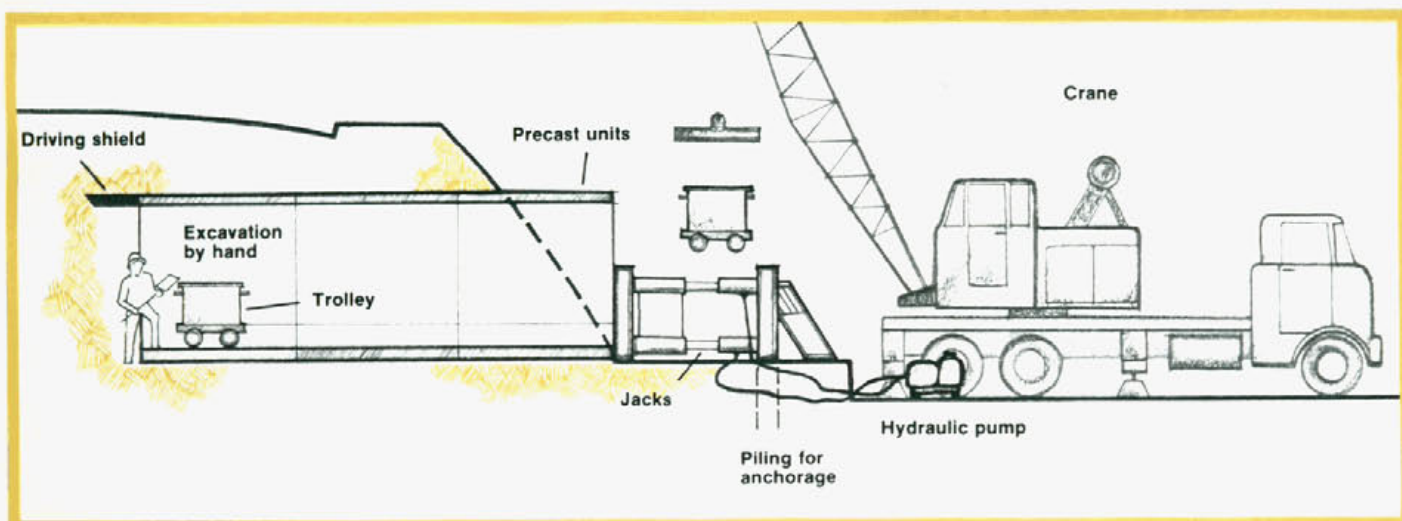 Crane
Driving shield
Precast units
Excavation
by hand
Trolley
Jacks
Hydraulic pump
Piling for
anchorage